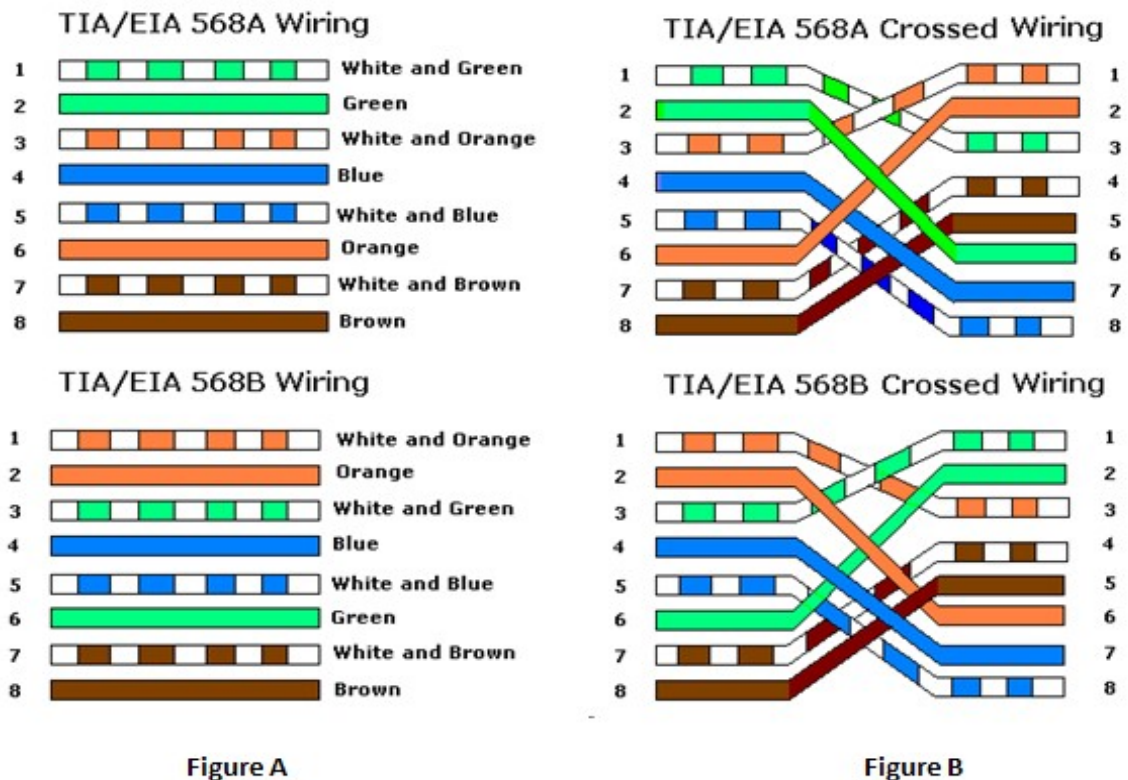 TIA/EIA 568A Wiring
1 White and Green
2 Green
3 White and Orange
4 Blue
5 White and Blue
6 Orange
7 White and Brown
8 Brown
TIA/EIA 568A Crossed Wiring
1 1
2 2
3 3
4 4
5 5
6 6
7 7
8 8
TIA/EIA 568B Wiring
1 White and Orange
2 Orange
3 White and Green
4 Blue
5 White and Blue
6 Green
7 White and Brown
8 Brown
TIA/EIA 568B Crossed Wiring
1 1
2 2
3 3
4 4
5 5
6 6
7 7
8 8
Figure A
Figure B